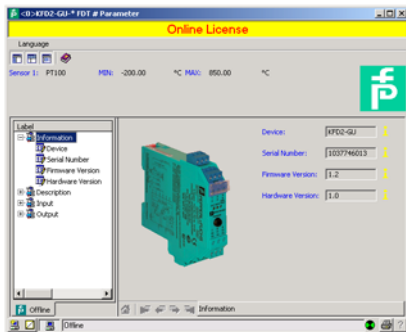 <0>KFD2-GU-* FDT # Parameter
Online License
Language
Sensor 1: PT100 MIN: -200.00 °C MAX: 850.00 °C
Label
Information
Device
Serial Number
Firmware Version
Hardware Version
Description
Input
Output
Device: KFD2-GU
Serial Number: 1037746013
Firmware Version: 1.2
Hardware Version: 1.0
Offline
Information
Offline